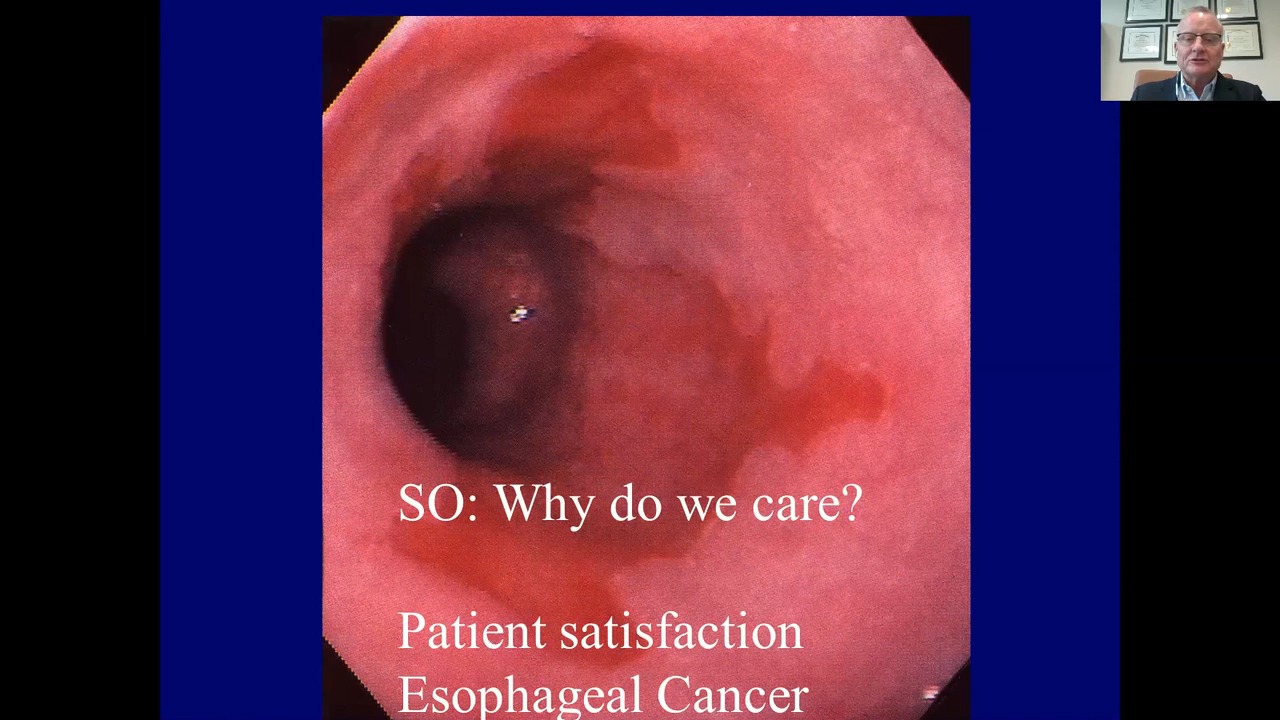 SO: Why do we care?
Patient satisfaction
Esophageal Cancer